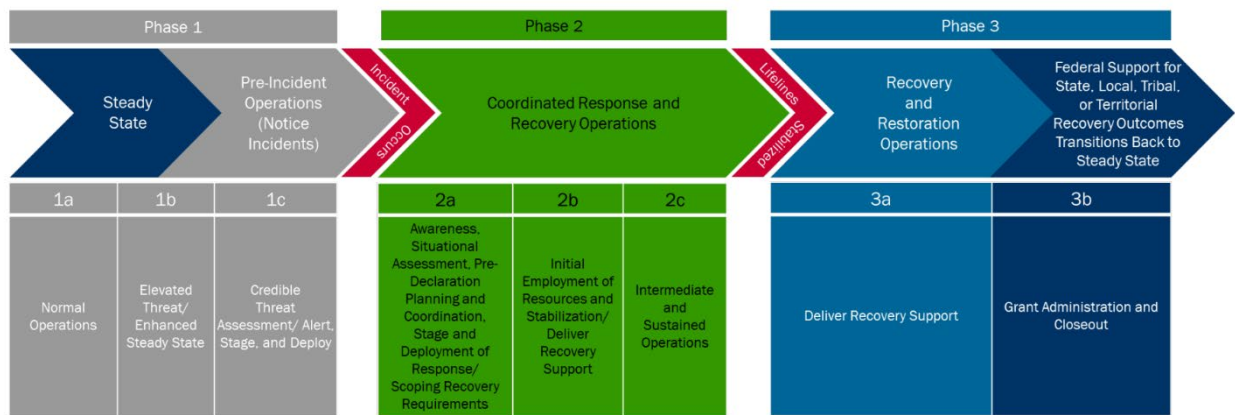 Phase 1
Phase 2
Phase 3
Steady
State
Pre-Incident
Operations
(Notice
Incidents)
Incident
Occurs
Coordinated Response and
Recovery Operations
Lifelines
Stabilized
Recovery
and
Restoration
Operations
Federal Support for
State, Local, Tribal,
or Territorial
Recovery Outcomes
Transitions Back to
Steady State
1a
1b
1c
2a
2b
2c
3a
3b
Normal
Operations
Elevated
Threat/
Enhanced
Steady State
Credible
Threat
Assessment/ Alert,
Stage, and Deploy
Awareness,
Situational
Assessment, Pre-
Declaration
Planning and
Coordination,
Stage and
Deployment of
Response/
Scoping Recovery
Requirements
Initial
Employment of
Resources and
Stabilization/
Deliver
Recovery
Support
Intermediate
and
Sustained
Operations
Deliver Recovery Support
Grant Administration and
Closeout